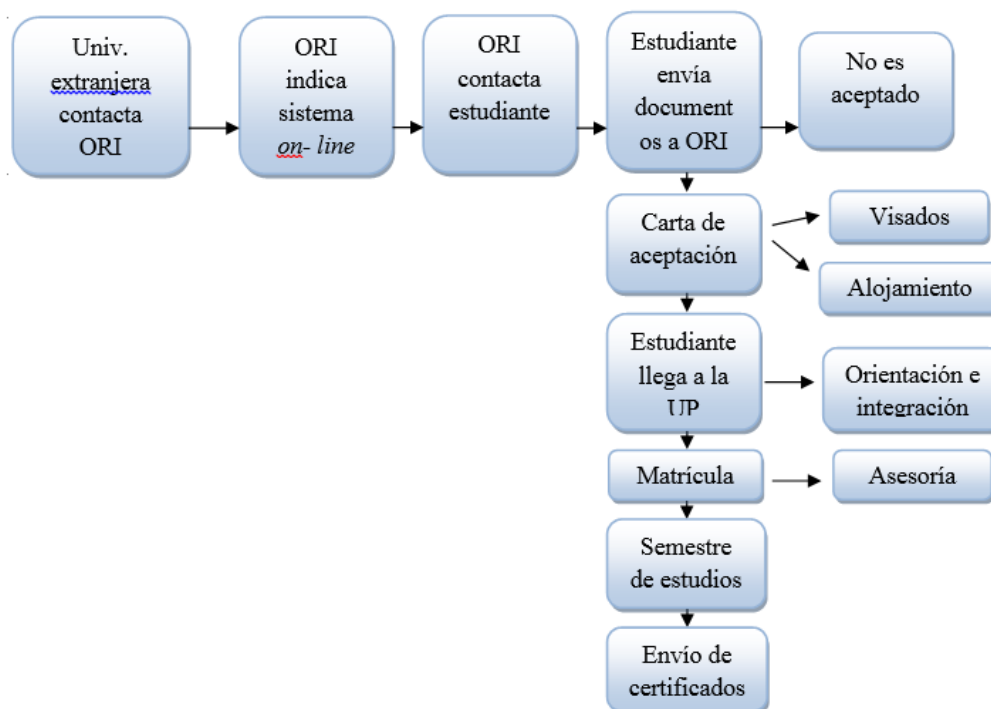 Univ.
extranjera
contacta
ORI
ORI
indica
sistema
on- line
ORI
contacta
estudiante
Estudiante
envía
document
os a ORI
No es
aceptado
Carta de
aceptación
Visados
Alojamiento
Estudiante
llega a la
UP
Orientación e
integración
Matrícula
Asesoría
Semestre
de estudios
Envío de
certificados